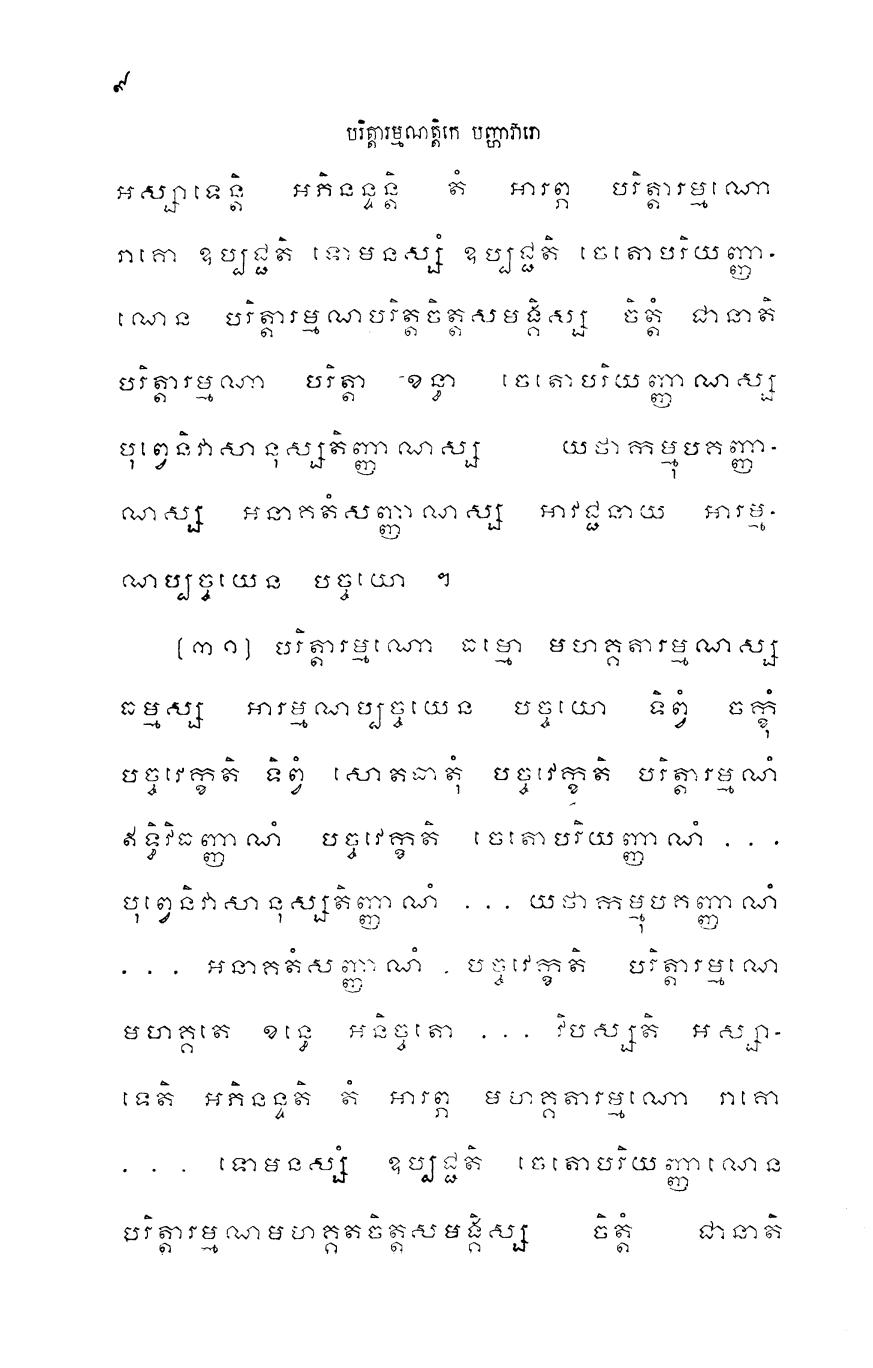 ៩
បរិត្តារម្មណត្តិកេ បញ្ហាវារោ
អស្សាទេន្តិ អភិនន្ទន្តិ តំ អារព្ភ បរិត្តារម្មណោ
រាគោ ឧប្បជ្ជតិ ទោមនស្សំ ឧប្បជ្ជតិ ចេតោបរិយញ្ញា-
ណេន បរិត្តារម្មណបរិត្តចិត្តសមង្គិស្ស ចិត្តំ ជានាតិ
បរិត្តារម្មណា បរិត្តា ខន្ធា ចេតោបរិយញ្ញាណស្ស
បុព្វេនិវាសានុស្សតិញ្ញាណស្ស យថាកម្មុបគញ្ញា-
ណស្ស អនាគតំសញ្ញាណស្ស អាវជ្ជនាយ អារម្ម-
ណប្បច្ចយេន បច្ចយោ ។
[៣១] បរិត្តារម្មណោ ធម្មោ មហគ្គតារម្មណស្ស
ធម្មស្ស អារម្មណប្បច្ចយេន បច្ចយោ ទិព្វំ ចក្ខុំ
បច្ចវេក្ខតិ ទិព្វំ សោតធាតុំ បច្ចវេក្ខតិ បរិត្តារម្មណំ
ឥទ្ធិវិធញ្ញាណំ បច្ចវេក្ខតិ ចេតោបរិយញ្ញាណំ . . .
បុព្វេនិវាសានុស្សតិញ្ញាណំ . . . យថាកម្មុបគញ្ញាណំ
. . . អនាគតំសញ្ញាណំ . បច្ចវេក្ខតិ បរិត្តារម្មណេ
មហគ្គតេ ខន្ធេ អនិច្ចតោ . . . វិបស្សតិ អស្សា-
ទេតិ អភិនន្ទតិ តំ អារព្ភ មហគ្គតារម្មណោ រាគោ
. . . ទោមនស្សំ ឧប្បជ្ជតិ ចេតោបរិយញ្ញាណេន
បរិត្តារម្មណមហគ្គតចិត្តសមង្គិស្ស ចិត្តំ ជានាតិ